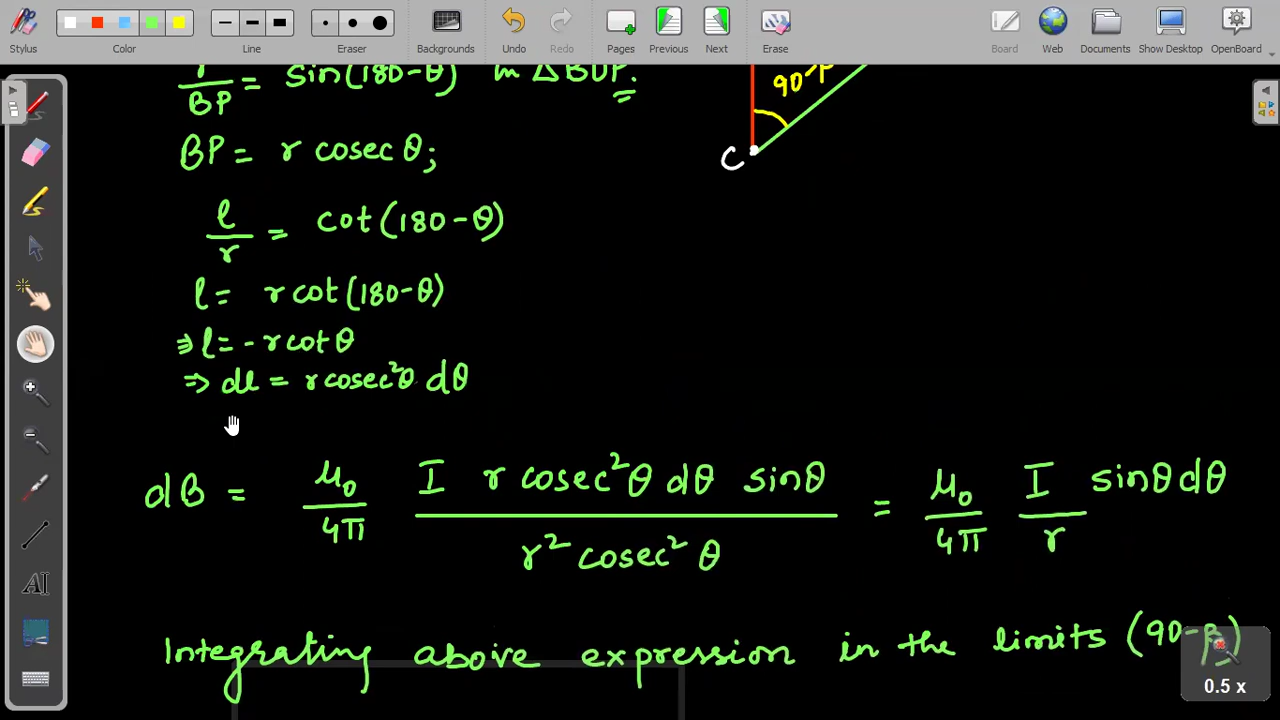 Stylus Color Line Eraser Backgrounds Undo Redo Pages Previous Next Erase Board Web Documents Show Desktop OpenBoard
BP = sin(180-θ) in △BOP.
90-β
BP = r cosec θ;
C
l/r = cot(180-θ)
l = r cot(180-θ)
⇒ l = - r cot θ
⇒ dl = r cosec²θ dθ
dB = μ₀/4π I r cosec²θ dθ sinθ / r² cosec²θ = μ₀/4π I/r sinθ dθ
Integrating above expression in the limits (90-β)
0.5 x